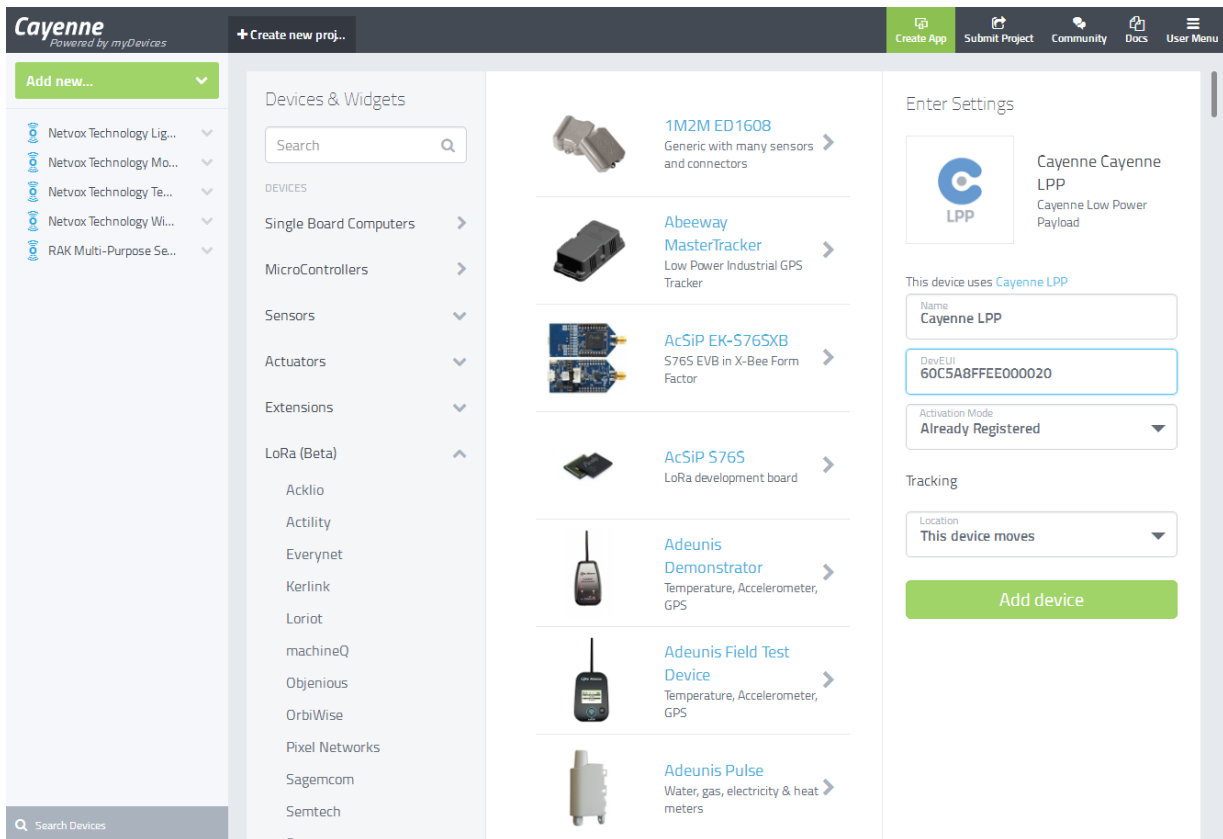 Cayenne
Powered by myDevices
Create new proj...
Create App
Submit Project
Community
Docs
User Menu
Add new...
Netvox Technology Lig...
Netvox Technology Mo...
Netvox Technology Te...
Netvox Technology Wi...
RAK Multi-Purpose Se...
Search Devices
Devices & Widgets
Search
DEVICES
Single Board Computers
MicroControllers
Sensors
Actuators
Extensions
LoRa (Beta)
Acklio
Actility
Everynet
Kerlink
Loriot
machineQ
Objenious
OrbiWise
Pixel Networks
Sagemcom
Semtech
1M2M ED1608
Generic with many sensors
and connectors
Abeeway
MasterTracker
Low Power Industrial GPS
Tracker
AcSiP EK-S76SXB
S76S EVB in X-Bee Form
Factor
AcSiP S76S
LoRa development board
Adeunis
Demonstrator
Temperature, Accelerometer,
GPS
Adeunis Field Test
Device
Temperature, Accelerometer,
GPS
Adeunis Pulse
Water, gas, electricity & heat
meters
Enter Settings
LPP
Cayenne Cayenne
LPP
Cayenne Low Power
Payload
This device uses Cayenne LPP
Name
Cayenne LPP
DevEUI
60C5A8FFEE000020
Activation Mode
Already Registered
Tracking
Location
This device moves
Add device